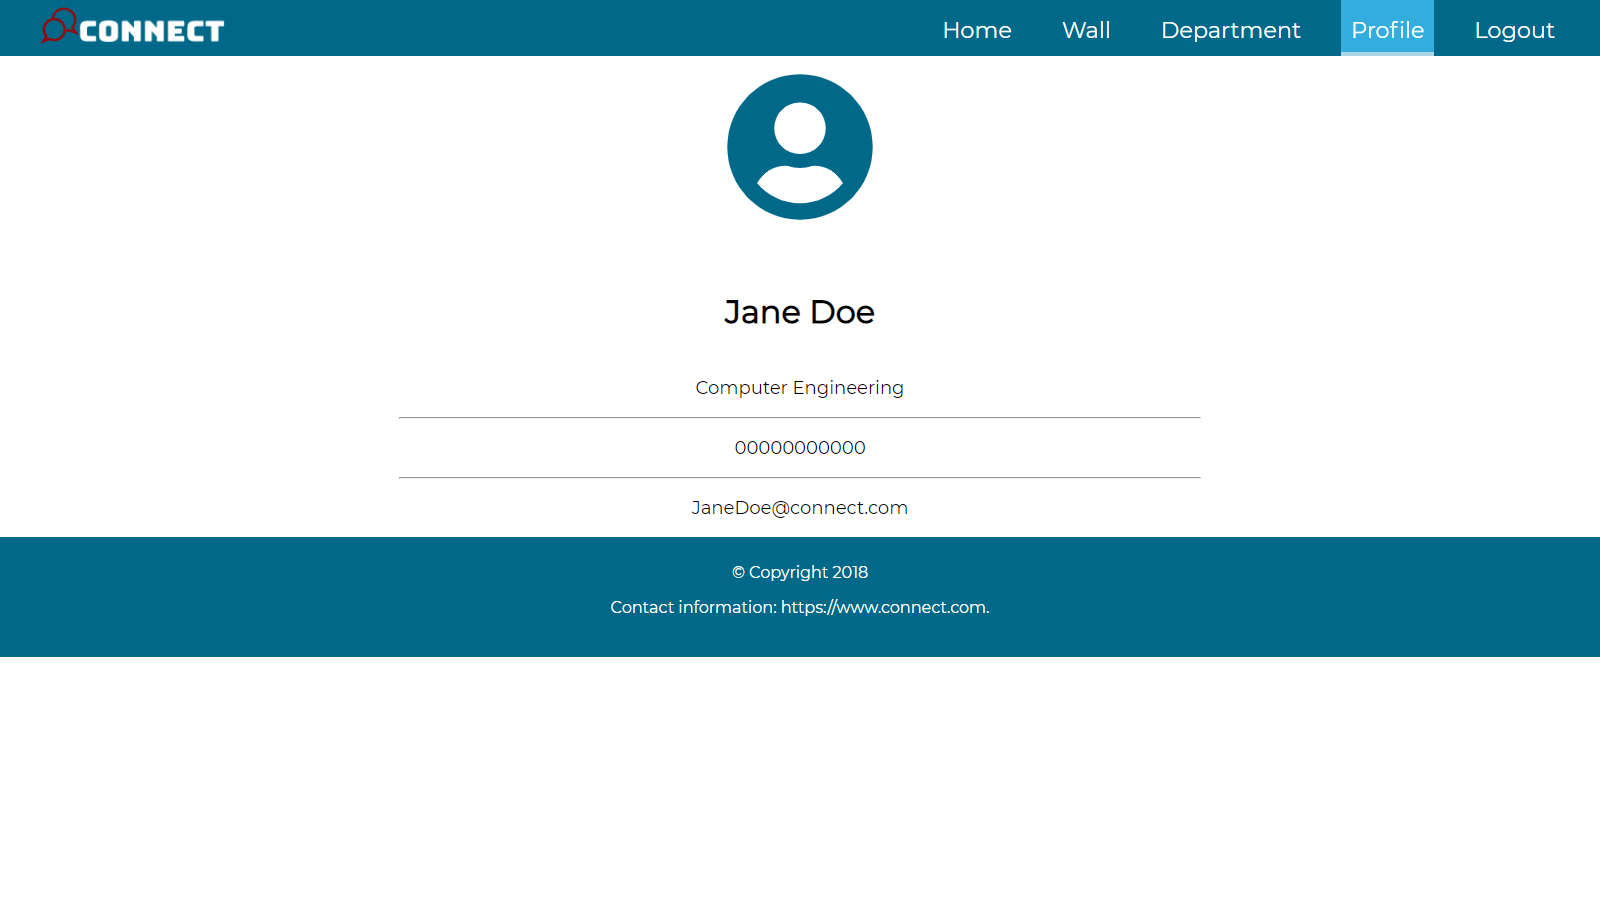 CONNECT Home Wall Department Profile Logout
Jane Doe
Computer Engineering
00000000000
JaneDoe@connect.com
© Copyright 2018
Contact information: https://www.connect.com.